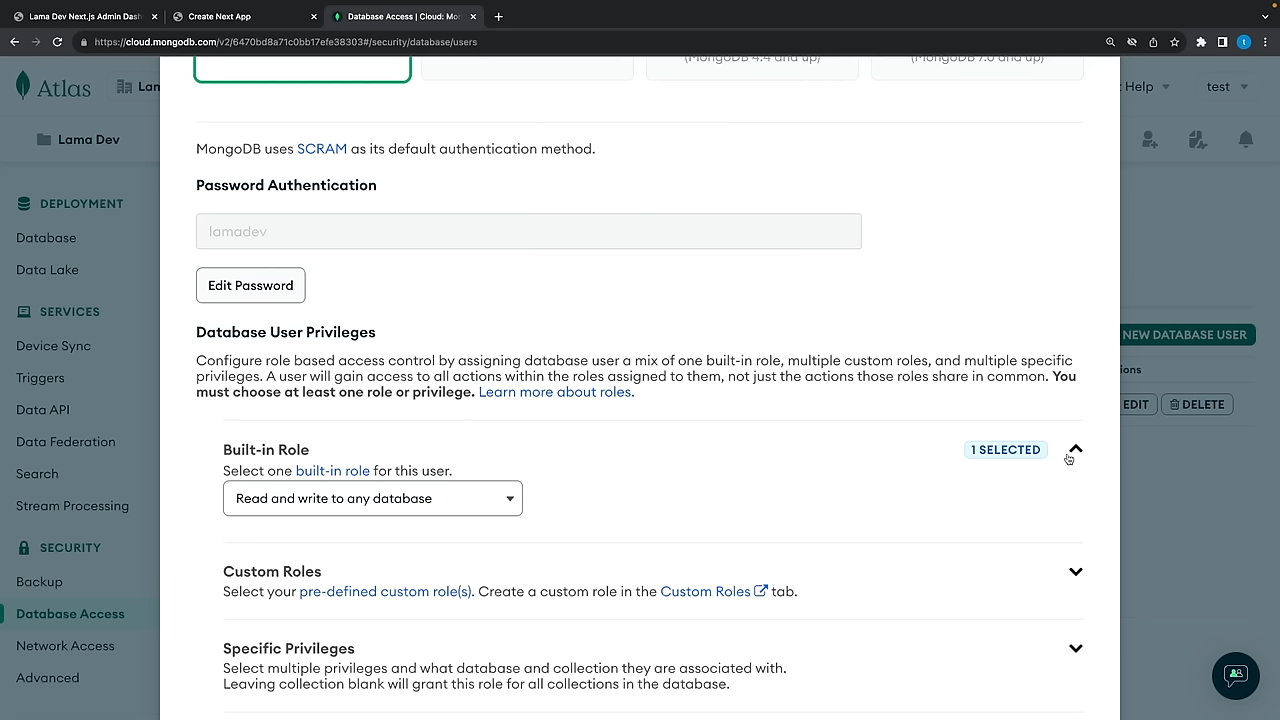 Lama Dev Next.js Admin Dash
Create Next App
Database Access | Cloud: Mon
https://cloud.mongodb.com/v2/6470bd8a71c0bb17efe38303#/security/database/users
t
(MongoDB 4.4 and up)
(MongoDB 7.0 and up)
Atlas
Lam
t Help
test
Lama Dev
MongoDB uses SCRAM as its default authentication method.
Password Authentication
DEPLOYMENT
lamadev
Database
Data Lake
Edit Password
SERVICES
Database User Privileges
NEW DATABASE USER
Device Sync
Configure role based access control by assigning database user a mix of one built-in role, multiple custom roles, and multiple specific
privileges. A user will gain access to all actions within the roles assigned to them, not just the actions those roles share in common. You
must choose at least one role or privilege. Learn more about roles.
ons
Triggers
EDIT
DELETE
Data API
Data Federation
Built-in Role
1 SELECTED
Select one built-in role for this user.
Search
Read and write to any database
Stream Processing
SECURITY
Custom Roles
Select your pre-defined custom role(s). Create a custom role in the Custom Roles tab.
Backup
Database Access
Network Access
Specific Privileges
Select multiple privileges and what database and collection they are associated with.
Leaving collection blank will grant this role for all collections in the database.
Advanced